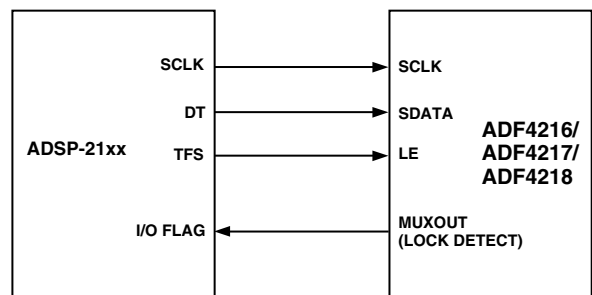 ADSP-21xx
SCLK
DT
TFS
I/O FLAG
SCLK
SDATA
LE
MUXOUT
(LOCK DETECT)
ADF4216/
ADF4217/
ADF4218